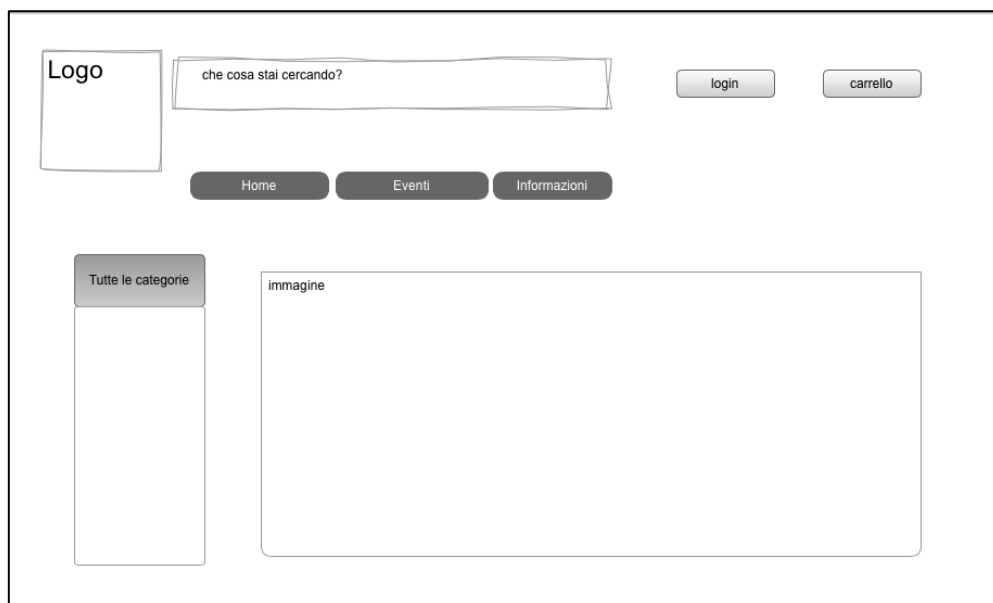 Logo
che cosa stai cercando?
login
carrello
Home
Eventi
Informazioni
Tutte le categorie
immagine